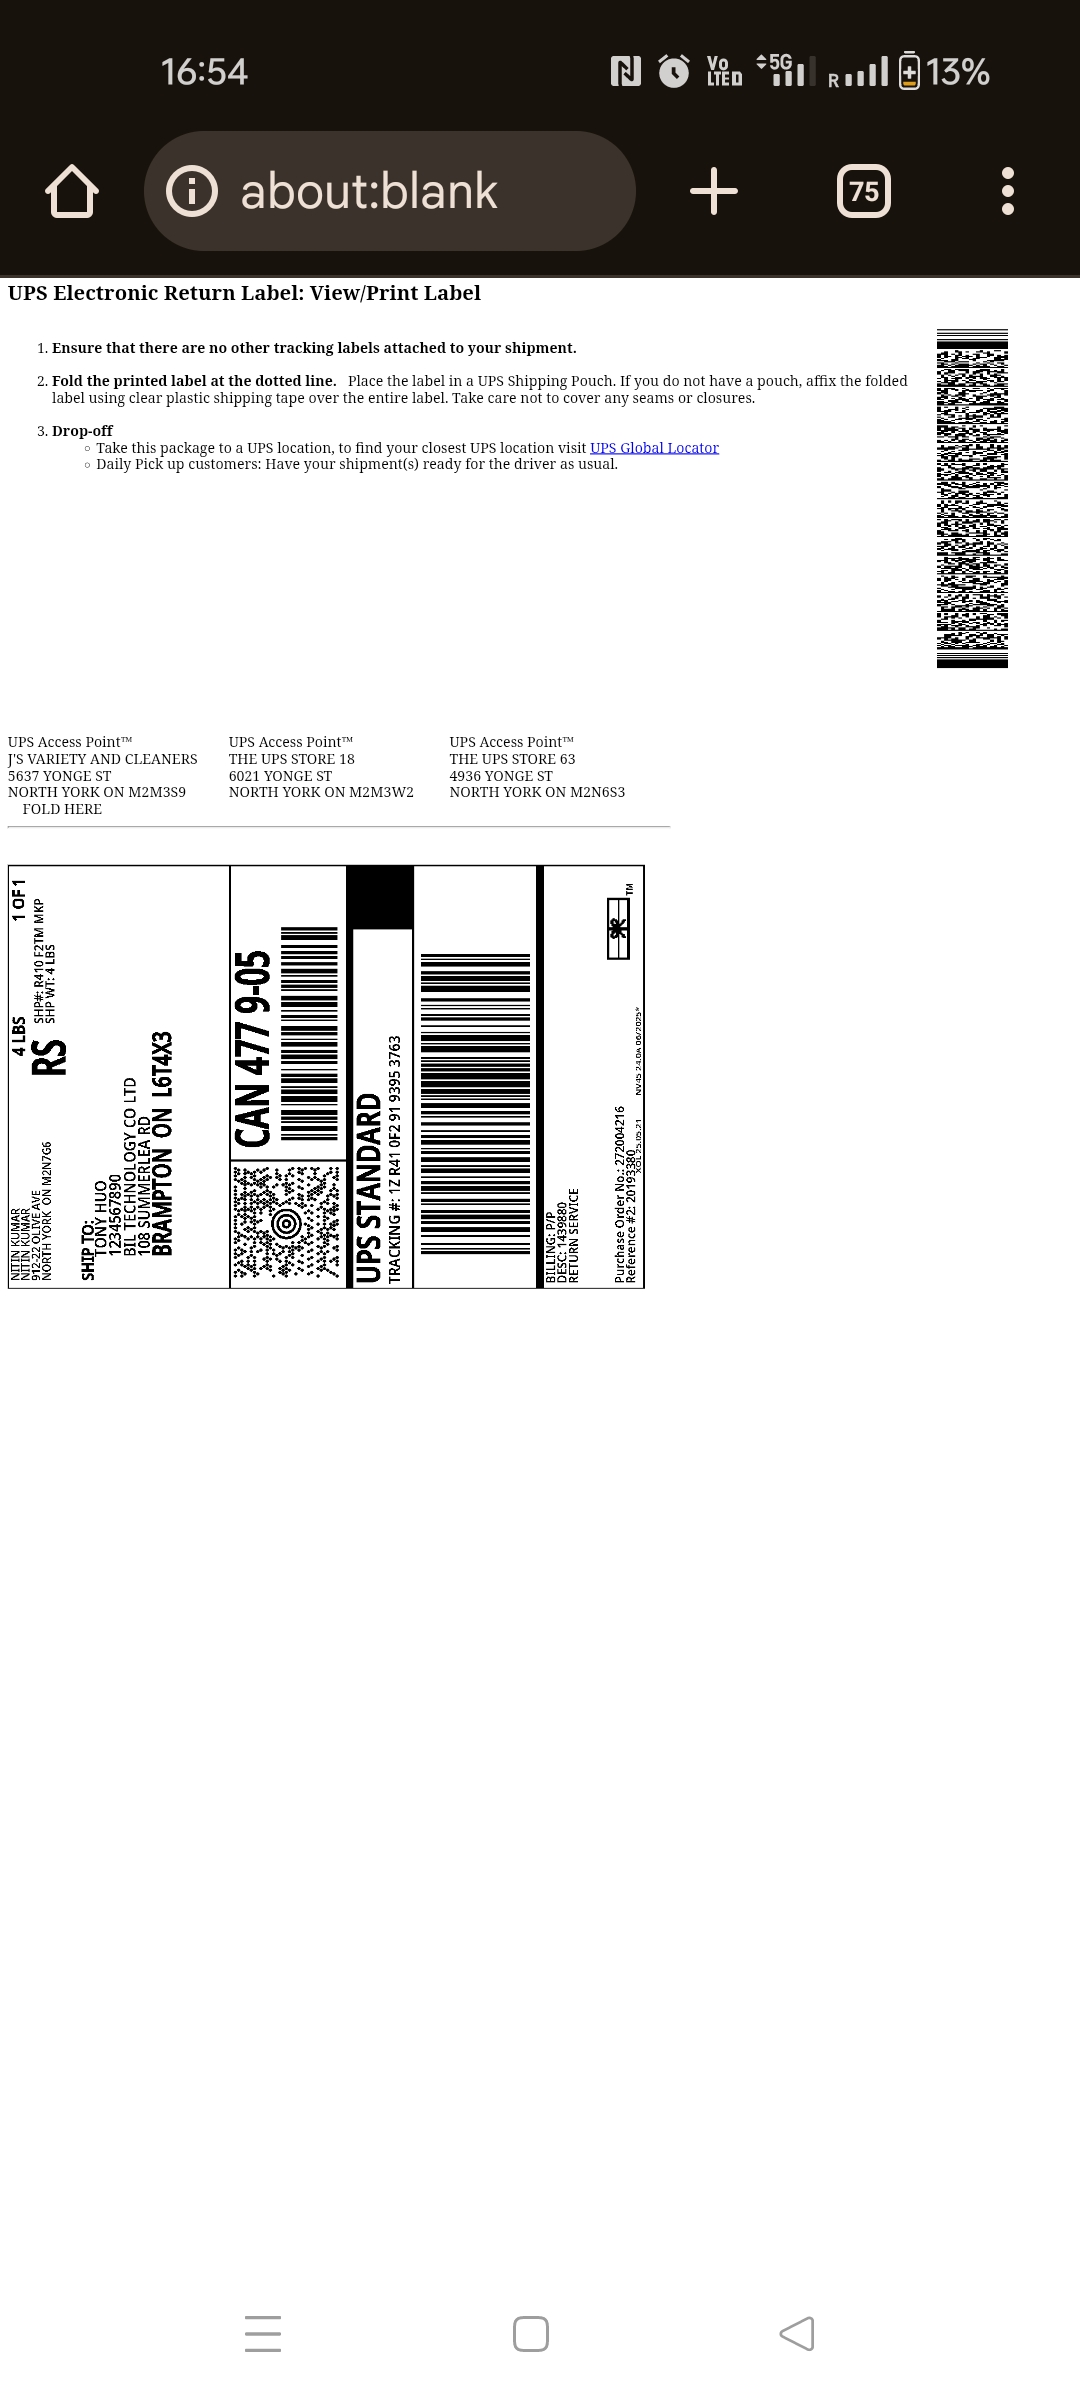 16:54
Vo LTED
5G
R
13%
about:blank
75
UPS Electronic Return Label: View/Print Label
1. Ensure that there are no other tracking labels attached to your shipment.
2. Fold the printed label at the dotted line. Place the label in a UPS Shipping Pouch. If you do not have a pouch, affix the folded
label using clear plastic shipping tape over the entire label. Take care not to cover any seams or closures.
3. Drop-off
Take this package to a UPS location, to find your closest UPS location visit UPS Global Locator
Daily Pick up customers: Have your shipment(s) ready for the driver as usual.
UPS Access Point™
J'S VARIETY AND CLEANERS
5637 YONGE ST
NORTH YORK ON M2M3S9
UPS Access Point™
THE UPS STORE 18
6021 YONGE ST
NORTH YORK ON M2M3W2
UPS Access Point™
THE UPS STORE 63
4936 YONGE ST
NORTH YORK ON M2N6S3
FOLD HERE
NITIN KUMAR
NITIN KUMAR
912-22 OLIVE AVE
NORTH YORK ON M2N7G6
4 LBS
1 OF 1
RS
SHP#: R410 F2TM MKP
SHP WT: 4 LBS
SHIP TO:
TONY HUO
1234567890
BIL TECHNOLOGY CO LTD
108 SUMMERLEA RD
BRAMPTON ON L6T4X3
CAN 477 9-05
UPS STANDARD
TRACKING #: 1Z R41 0F2 91 9395 3763
BILLING: P/P
DESC: 1439880
RETURN SERVICE
Purchase Order No.: 272004216
Reference #2: 20193380
XOL 25.05.21
NV45 24.0A 06/2025*
TM